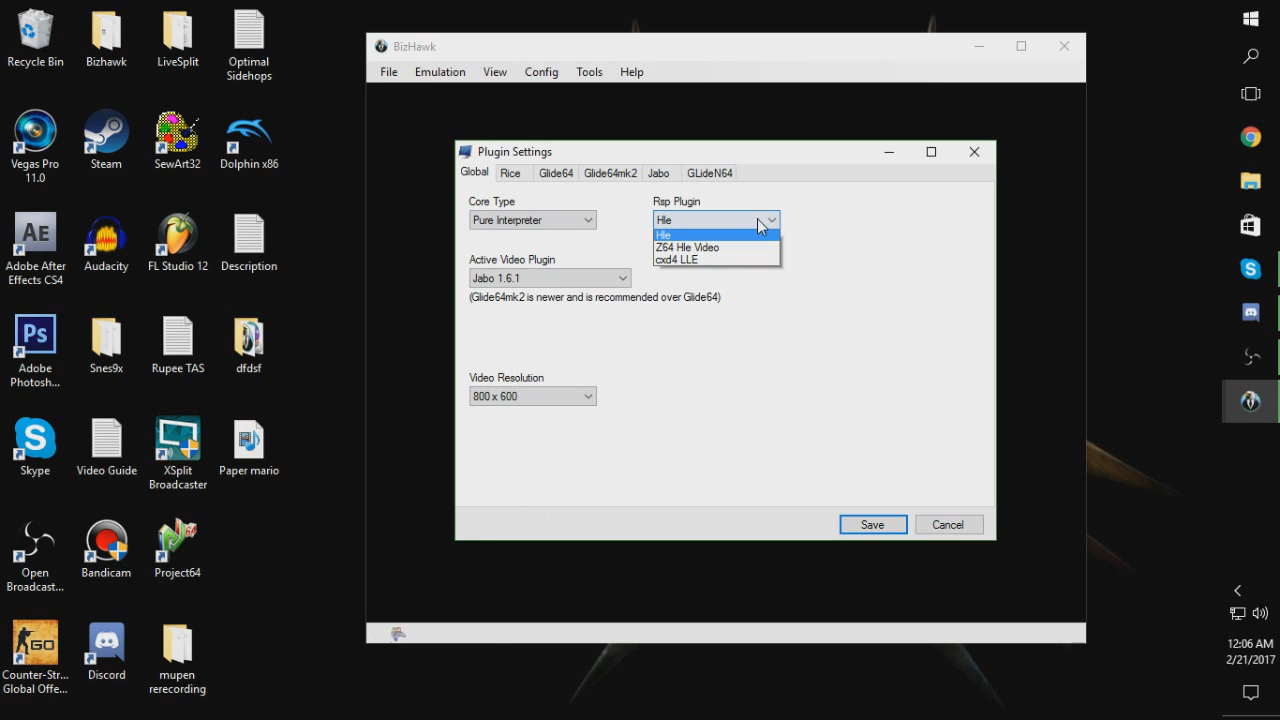 Recycle Bin
Bizhawk
LiveSplit
Optimal
Sidehops
Vegas Pro
11.0
Steam
SewArt32
Dolphin x86
Ae
Adobe After
Effects CS4
Audacity
FL Studio 12
Description
Ps
Adobe
Photosh...
Snes9x
Rupee TAS
dfdsf
Skype
Video Guide
XSplit
Broadcaster
Paper mario
Open
Broadcast...
Bandicam
64
Project64
GO
Counter-Str...
Global Offe...
Discord
mupen
rerecording
BizHawk
File Emulation View Config Tools Help
Plugin Settings
Global Rice Glide64 Glide64mk2 Jabo GLideN64
Core Type
Rsp Plugin
Pure Interpreter
Hle
Hle
Z64 Hle Video
cxd4 LLE
Active Video Plugin
Jabo 1.6.1
(Glide64mk2 is newer and is recommended over Glide64)
Video Resolution
800 x 600
Save
Cancel
12:06 AM
2/21/2017